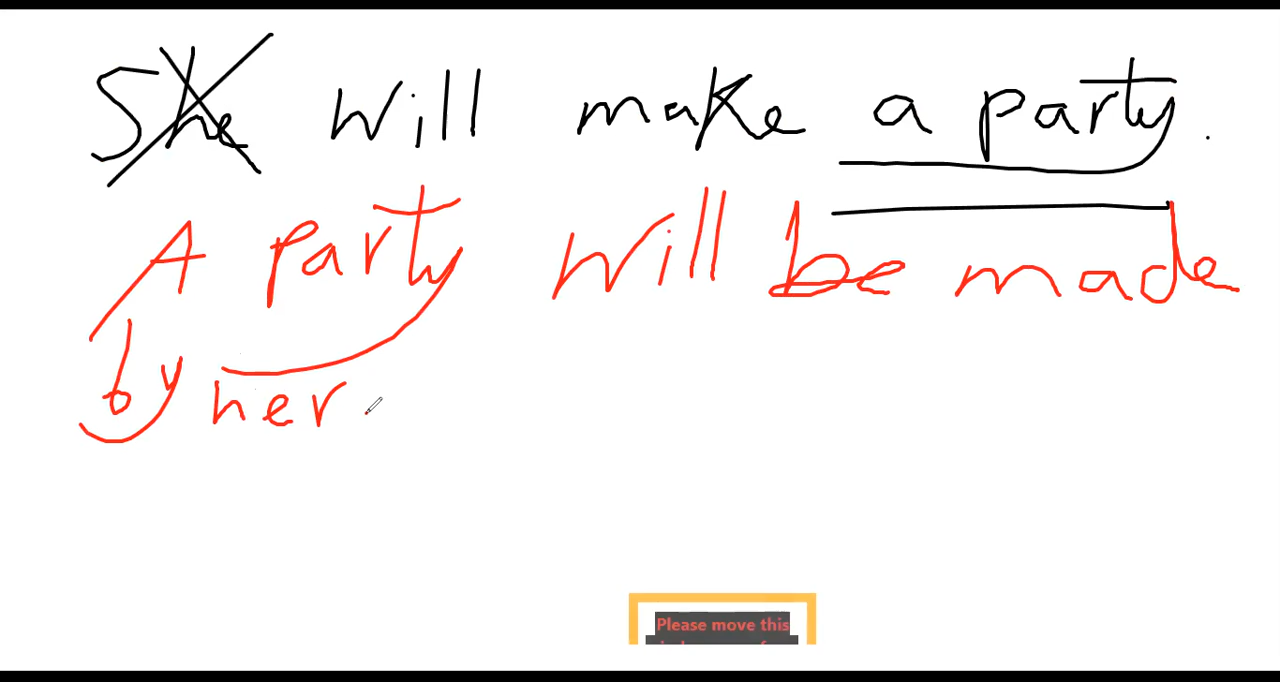 She will make a party.
A party will be made
by her.
Please move this